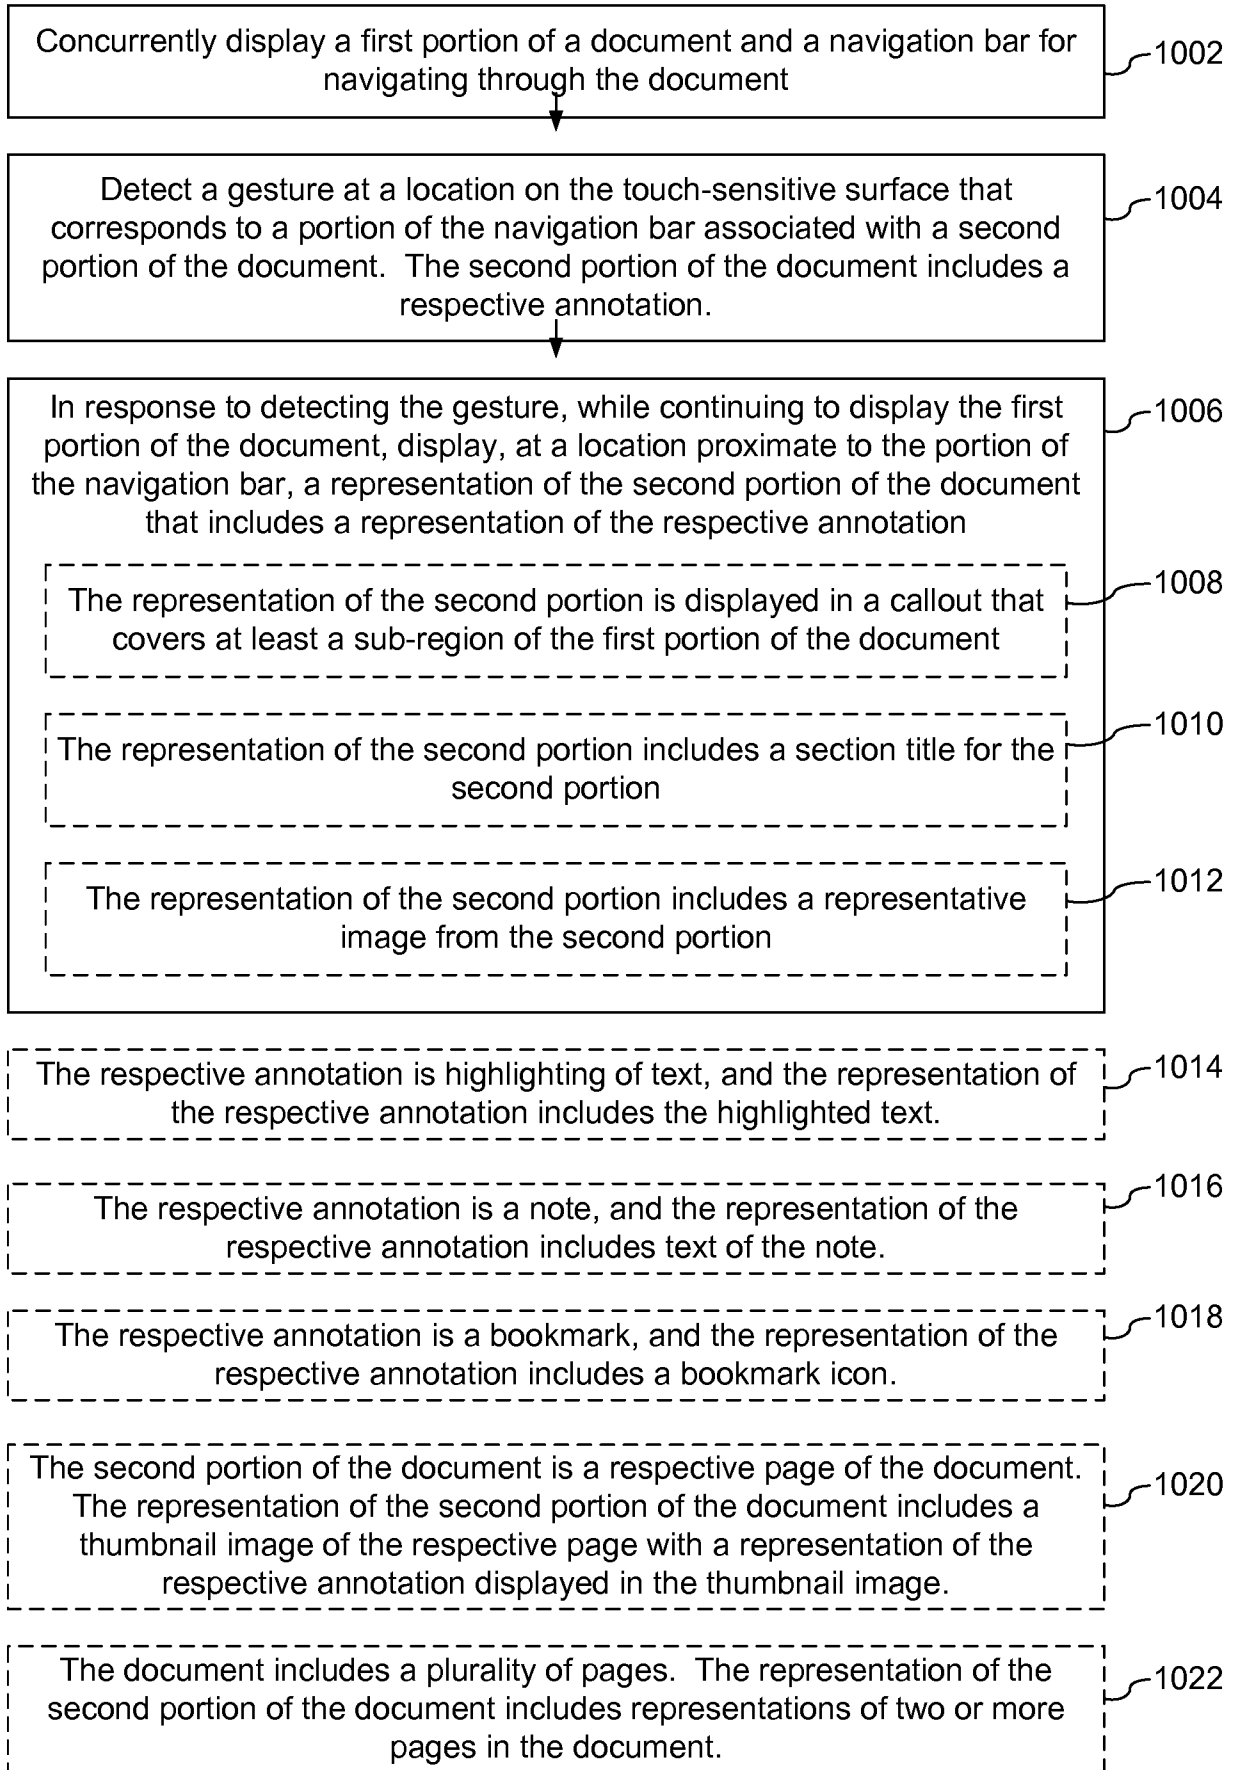 Concurrently display a first portion of a document and a navigation bar for
navigating through the document
1002
Detect a gesture at a location on the touch-sensitive surface that
corresponds to a portion of the navigation bar associated with a second
portion of the document.  The second portion of the document includes a
respective annotation.
1004
In response to detecting the gesture, while continuing to display the first
portion of the document, display, at a location proximate to the portion of
the navigation bar, a representation of the second portion of the document
that includes a representation of the respective annotation
1006
The representation of the second portion is displayed in a callout that
covers at least a sub-region of the first portion of the document
1008
The representation of the second portion includes a section title for the
second portion
1010
The representation of the second portion includes a representative
image from the second portion
1012
The respective annotation is highlighting of text, and the representation of
the respective annotation includes the highlighted text.
1014
The respective annotation is a note, and the representation of the
respective annotation includes text of the note.
1016
The respective annotation is a bookmark, and the representation of the
respective annotation includes a bookmark icon.
1018
The second portion of the document is a respective page of the document.
The representation of the second portion of the document includes a
thumbnail image of the respective page with a representation of the
respective annotation displayed in the thumbnail image.
1020
The document includes a plurality of pages.  The representation of the
second portion of the document includes representations of two or more
pages in the document.
1022